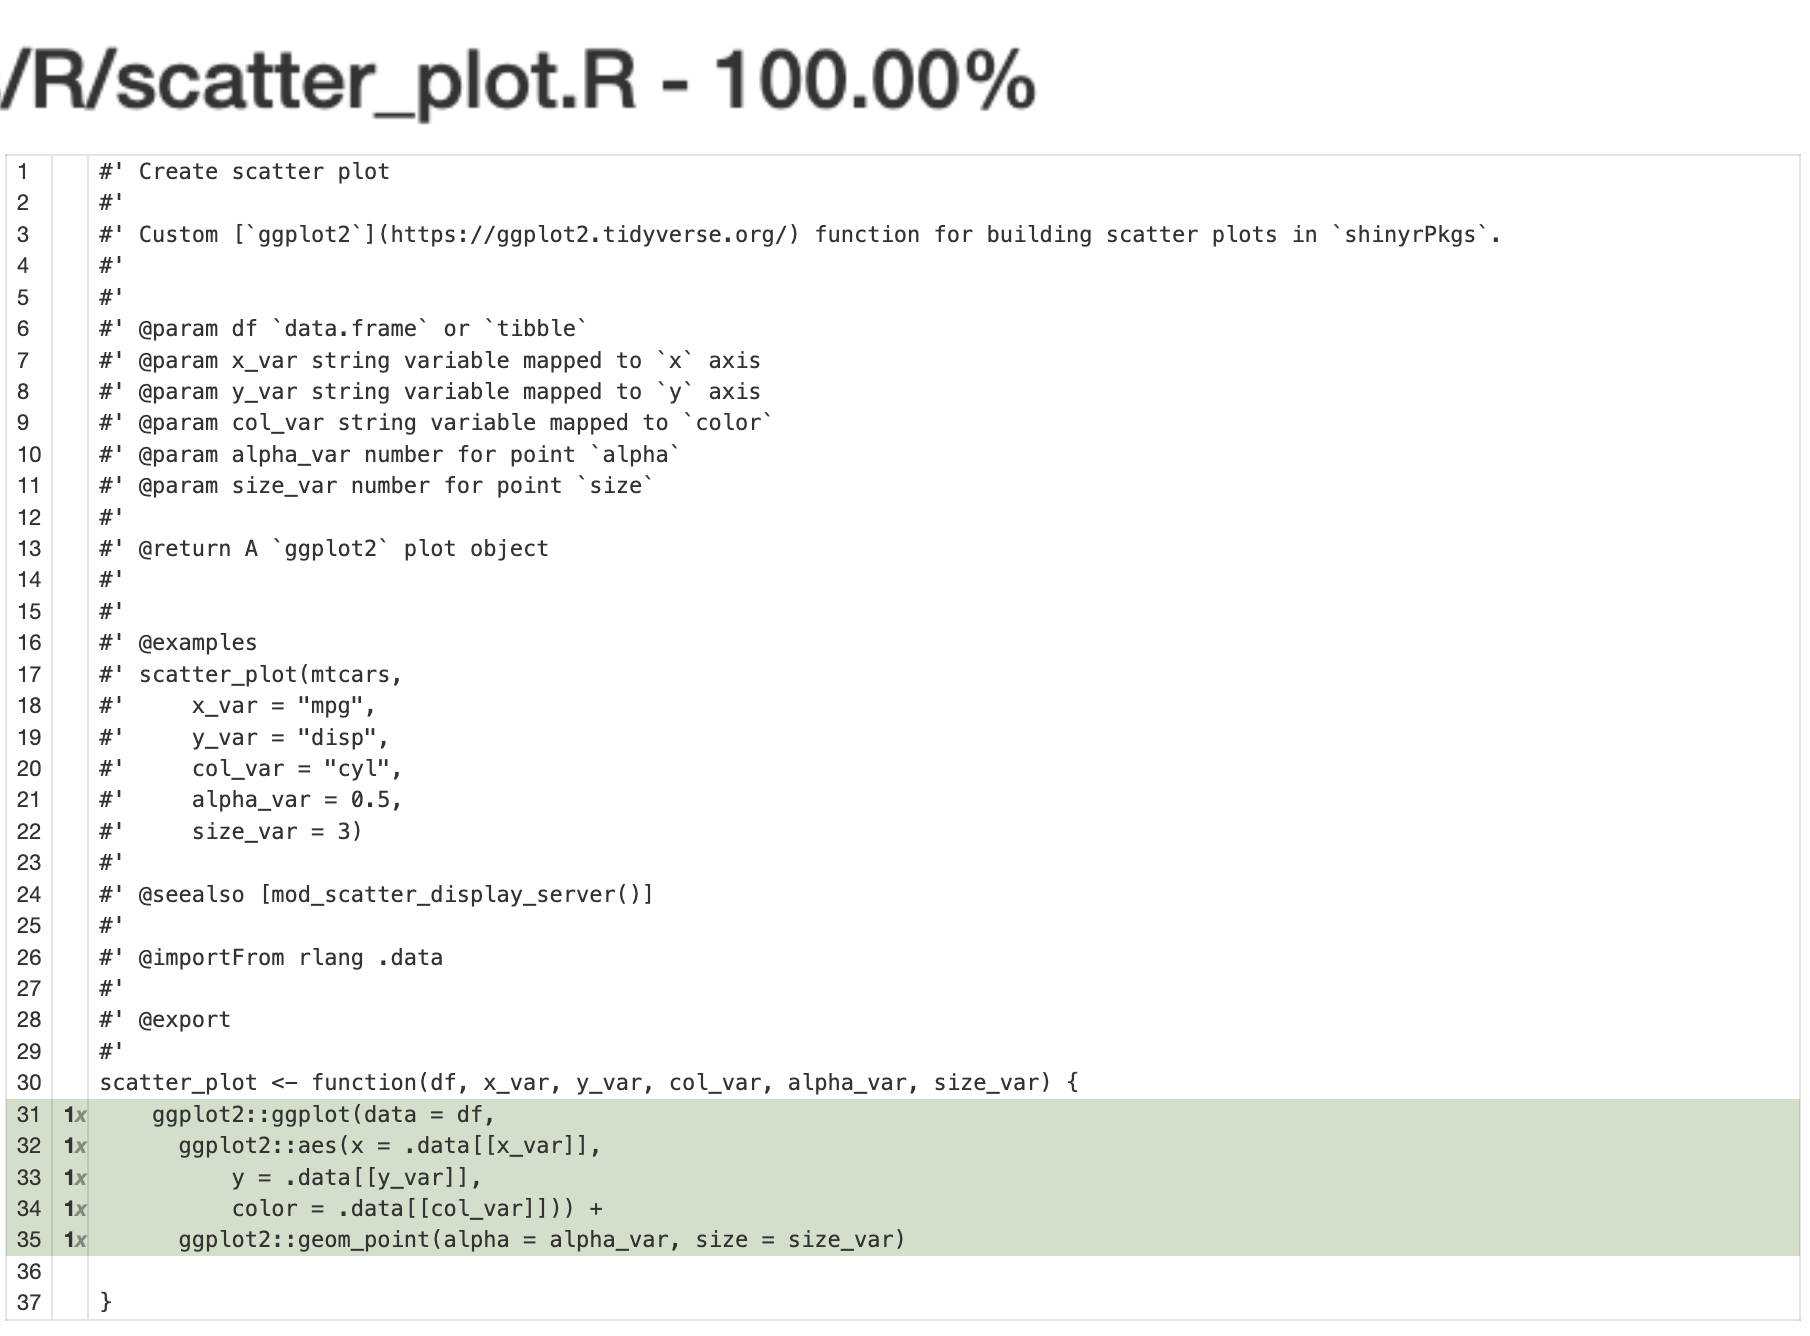 /R/scatter_plot.R - 100.00%
1 #' Create scatter plot
2 #'
3 #' Custom [`ggplot2`](https://ggplot2.tidyverse.org/) function for building scatter plots in `shinyrPkgs`.
4 #'
5 #'
6 #' @param df `data.frame` or `tibble`
7 #' @param x_var string variable mapped to `x` axis
8 #' @param y_var string variable mapped to `y` axis
9 #' @param col_var string variable mapped to `color`
10 #' @param alpha_var number for point `alpha`
11 #' @param size_var number for point `size`
12 #'
13 #' @return A `ggplot2` plot object
14 #'
15 #'
16 #' @examples
17 #' scatter_plot(mtcars,
18 #'     x_var = "mpg",
19 #'     y_var = "disp",
20 #'     col_var = "cyl",
21 #'     alpha_var = 0.5,
22 #'     size_var = 3)
23 #'
24 #' @seealso [mod_scatter_display_server()]
25 #'
26 #' @importFrom rlang .data
27 #'
28 #' @export
29 #'
30 scatter_plot <- function(df, x_var, y_var, col_var, alpha_var, size_var) {
31 1x     ggplot2::ggplot(data = df,
32 1x       ggplot2::aes(x = .data[[x_var]],
33 1x           y = .data[[y_var]],
34 1x           color = .data[[col_var]])) +
35 1x       ggplot2::geom_point(alpha = alpha_var, size = size_var)
36
37 }